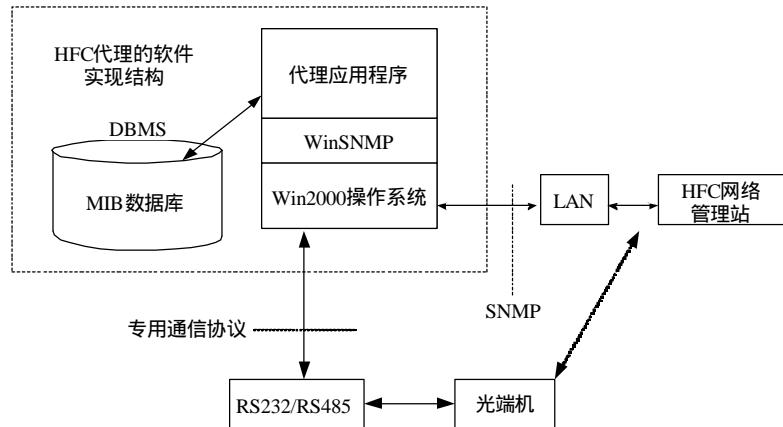 HFC代理的软件
实现结构
代理应用程序
DBMS
WinSNMP
MIB数据库
Win2000操作系统
LAN
HFC网络
管理站
SNMP
专用通信协议
RS232/RS485
光端机